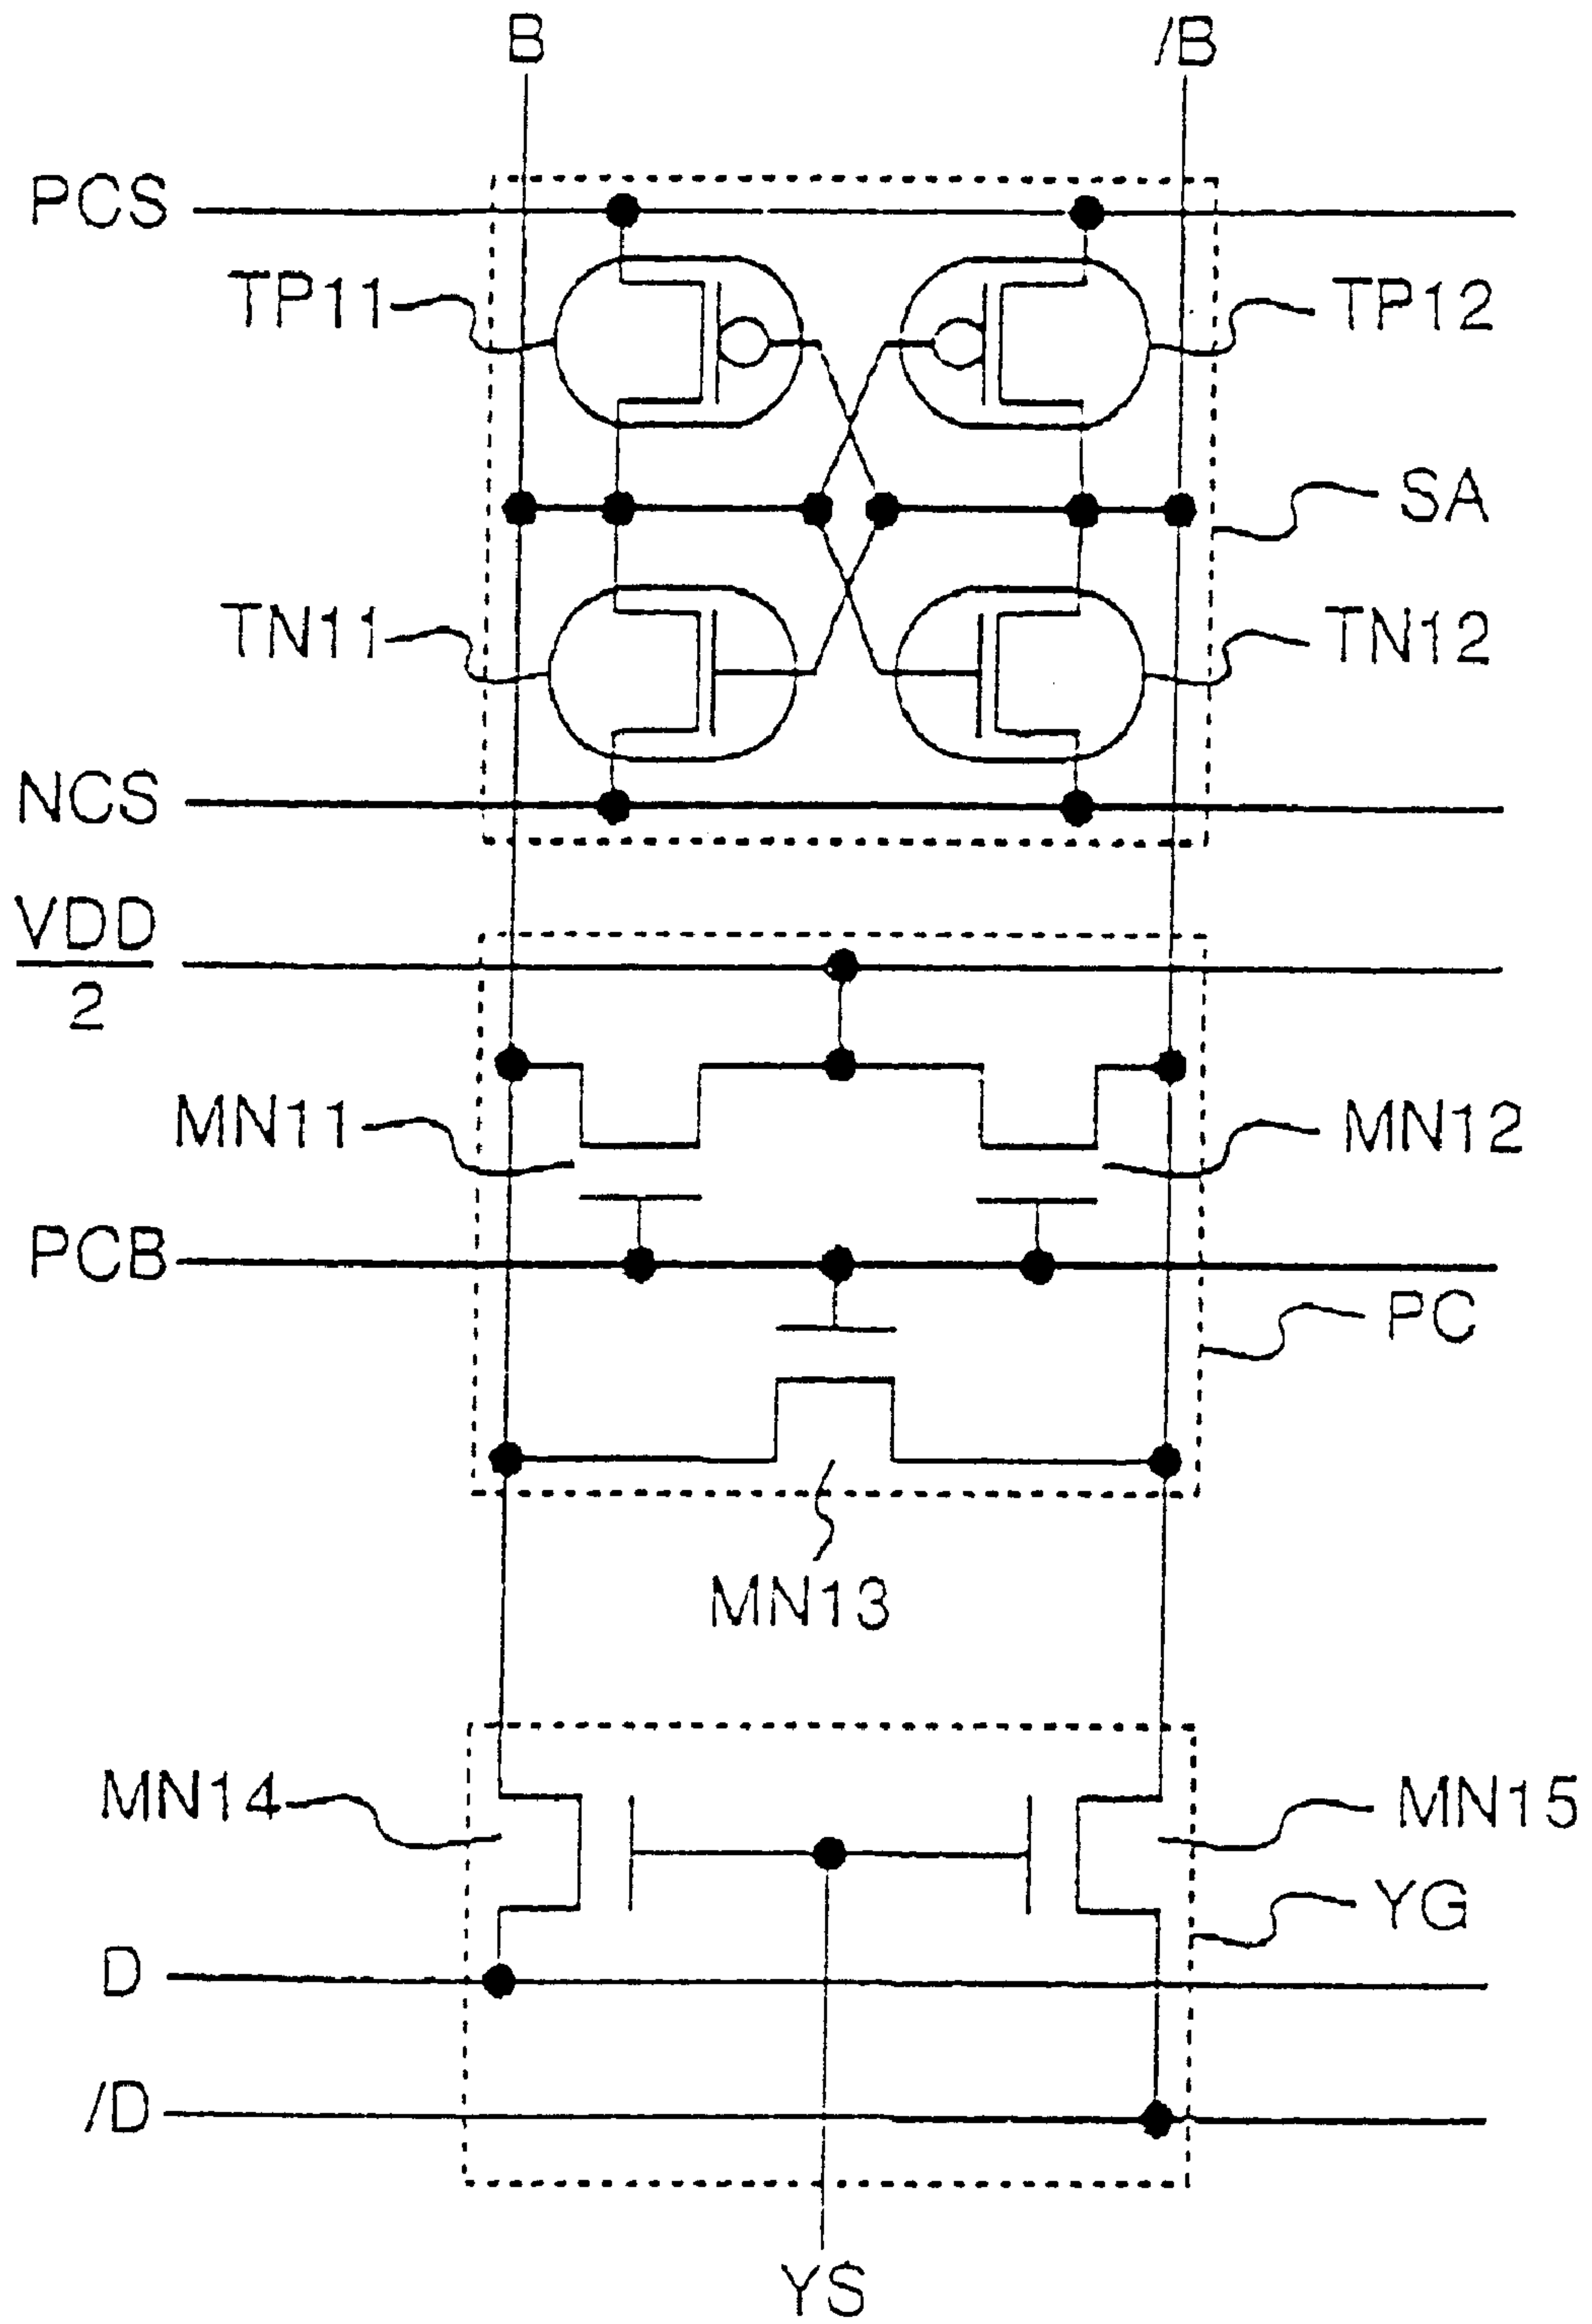 B /B
PCS
TP11 TP12
SA
TN11 TN12
NCS
VDD
2
MN11 MN12
PCB
PC
MN13
MN14 MN15
YG
D
/D
YS